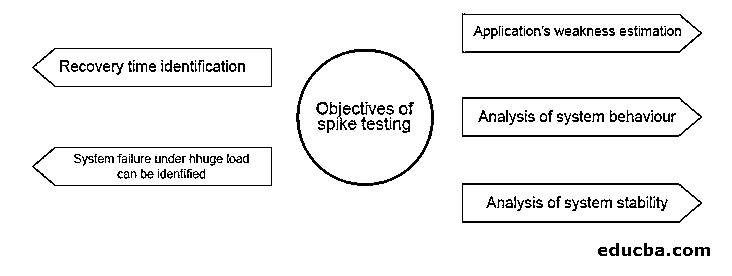 Recovery time identification
System failure under hhuge load
can be identified
Objectives of
spike testing
Application's weakness estimation
Analysis of system behaviour
Analysis of system stability
educba.com